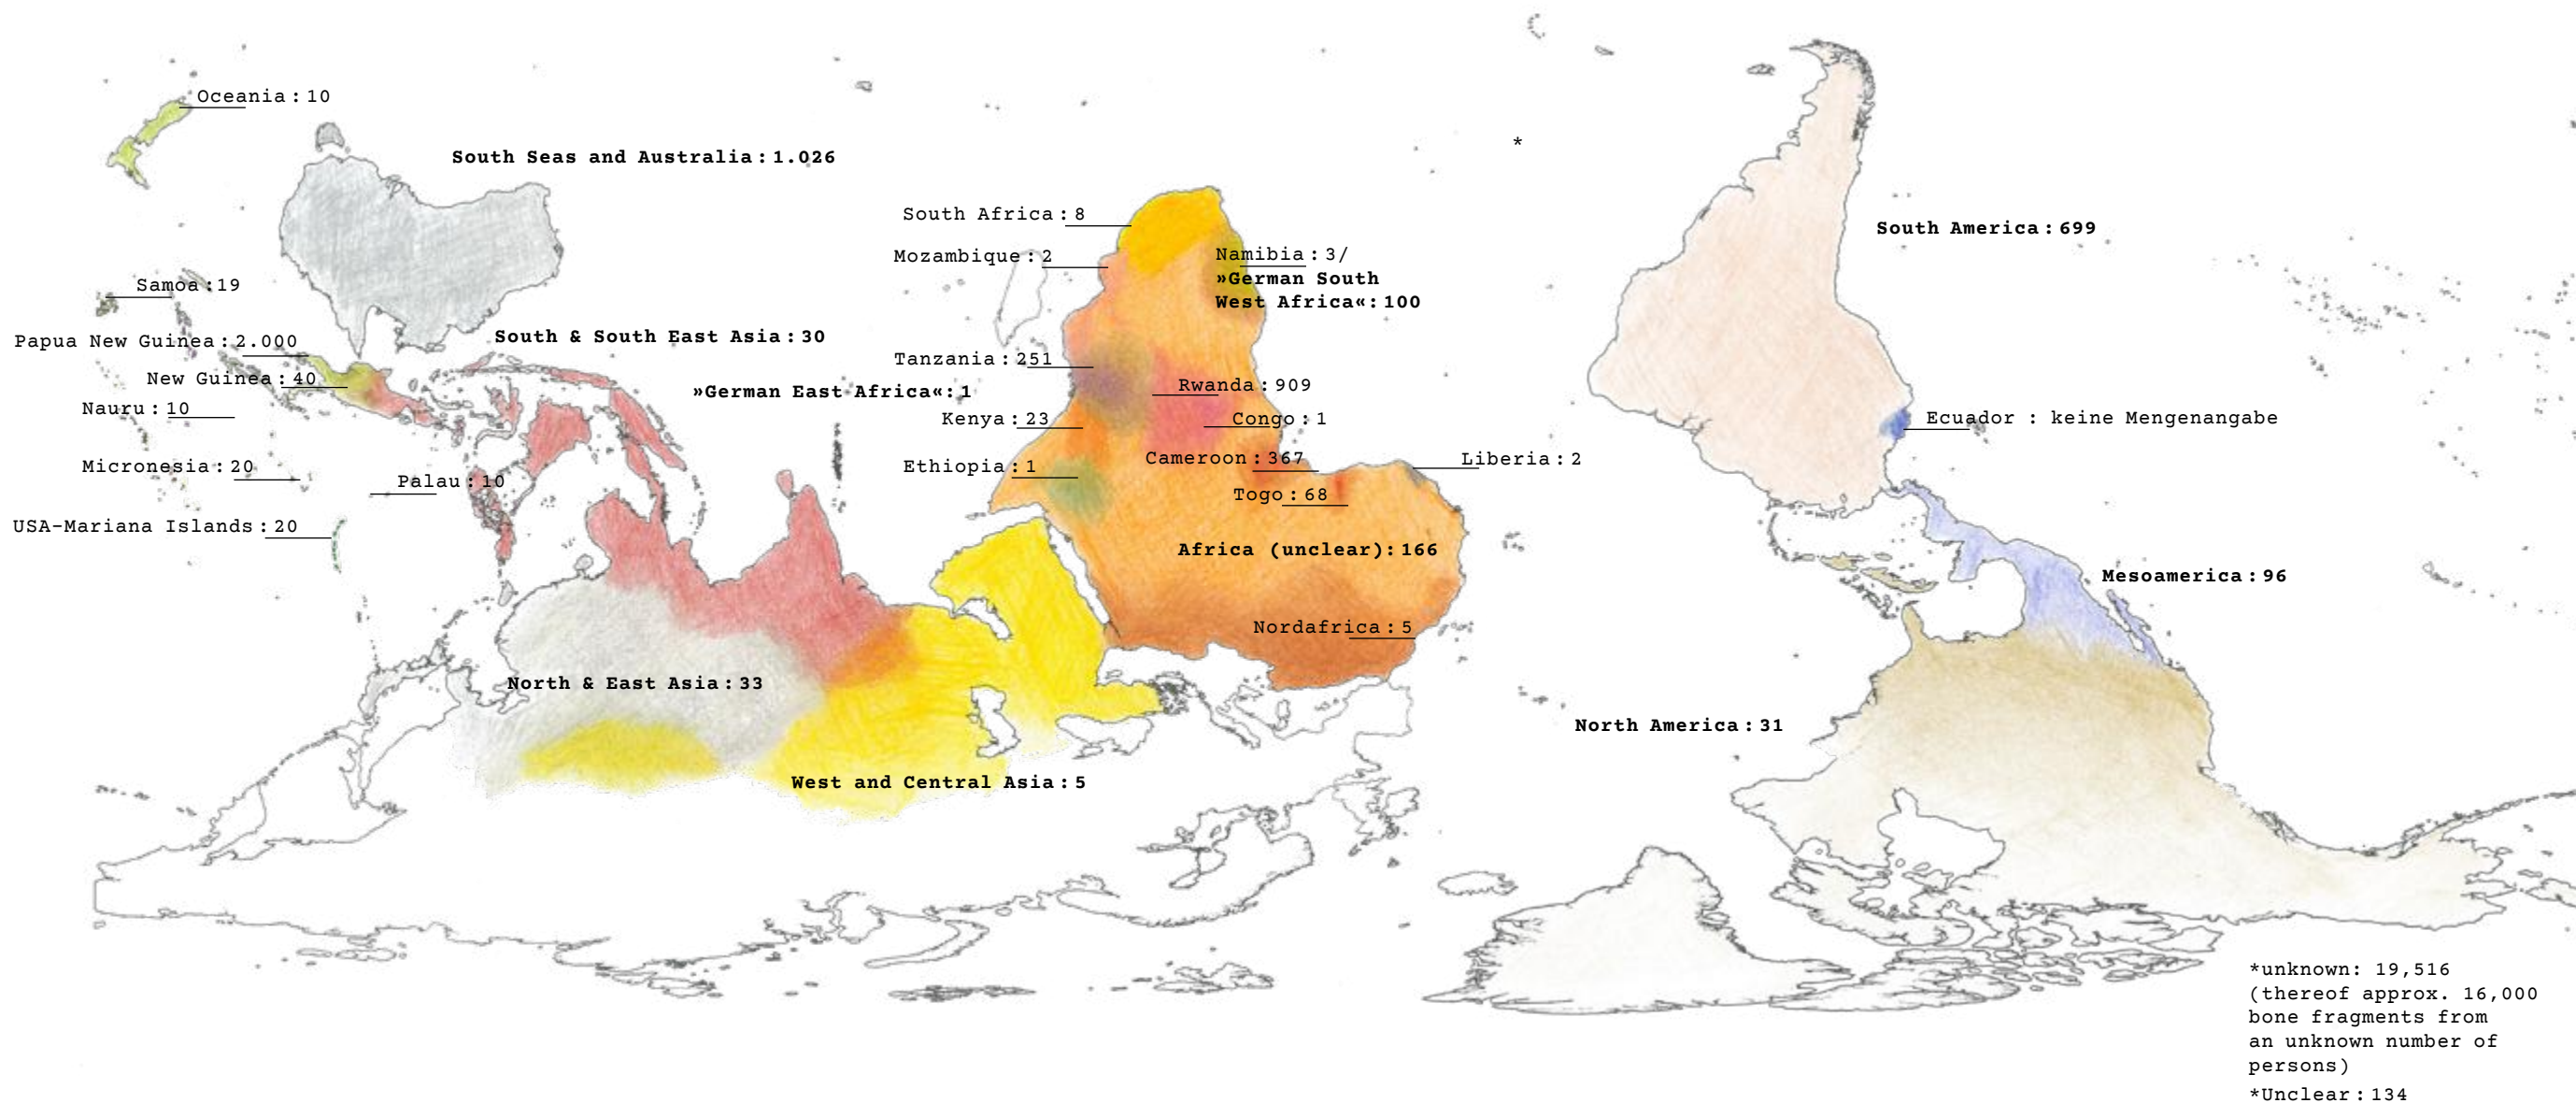 Oceania: 10
South Seas and Australia: 1.026
*
South Africa: 8
South America: 699
Mozambique: 2
Namibia: 3/
»German South
West Africa«: 100
Samoa: 19
Papua New Guinea: 2.000
South & South East Asia: 30
Tanzania: 251
New Guinea: 40
»German East Africa«: 1
Rwanda: 909
Nauru: 10
Kenya: 23
Congo: 1
Ecuador : keine Mengenangabe
Micronesia: 20
Palau: 10
Ethiopia: 1
Cameroon: 367
Liberia: 2
Togo: 68
USA-Mariana Islands: 20
Africa (unclear): 166
Mesoamerica: 96
Nordafrica: 5
North & East Asia: 33
North America: 31
West and Central Asia: 5
*unknown: 19,516
(thereof approx. 16,000
bone fragments from
an unknown number of
persons)
*Unclear: 134